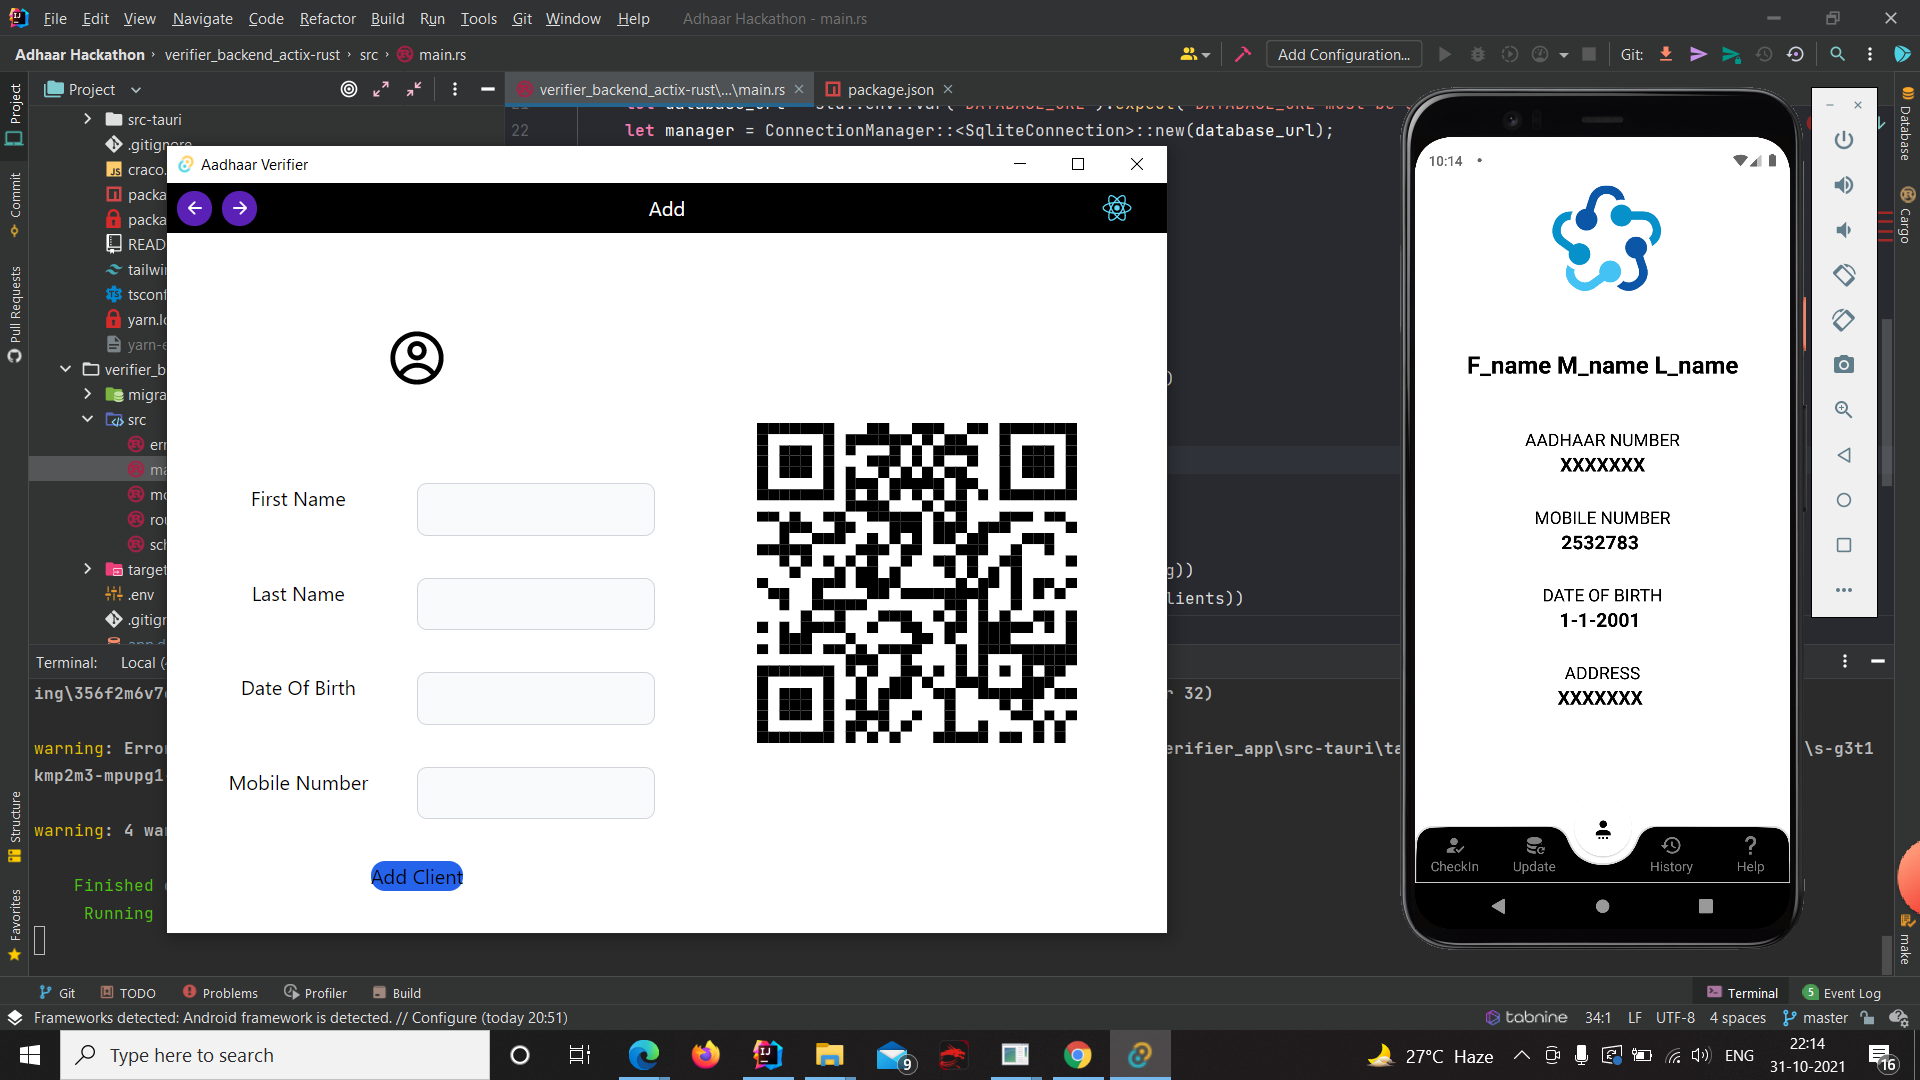 File Edit View Navigate Code Refactor Build Run Tools Git Window Help Adhaar Hackathon - main.rs
Adhaar Hackathon › verifier_backend_actix-rust › src › main.rs
Add Configuration...
Git:
Project
verifier_backend_actix-rust\...\main.rs
package.json
Project
Commit
Pull Requests
Structure
Favorites
src-tauri
.gitignore
craco.
packa
packa
READ
tailwi
tsconf
yarn.lo
yarn-e
verifier_b
migra
src
err
ma
mo
rou
sch
target
.env
.gitign
22 let manager = ConnectionManager::<SqliteConnection>::new(database_url);
)
g))
lients))
Database
Cargo
make
Aadhaar Verifier
Add
First Name
Last Name
Date Of Birth
Mobile Number
Add Client
10:14
F_name M_name L_name
AADHAAR NUMBER
XXXXXXX
MOBILE NUMBER
2532783
DATE OF BIRTH
1-1-2001
ADDRESS
XXXXXXX
CheckIn
Update
History
Help
Terminal: Local (
ing\356f2m6v7
r 32)
warning: Erro
erifier_app\src-tauri\ta
\s-g3t1
kmp2m3-mpupg1
warning: 4 wa
Finished
Running
Git TODO Problems Profiler Build
Terminal
5 Event Log
Frameworks detected: Android framework is detected. // Configure (today 20:51)
tabnine 34:1 LF UTF-8 4 spaces master
Type here to search
9
27°C Haze
ENG
22:14
31-10-2021
16